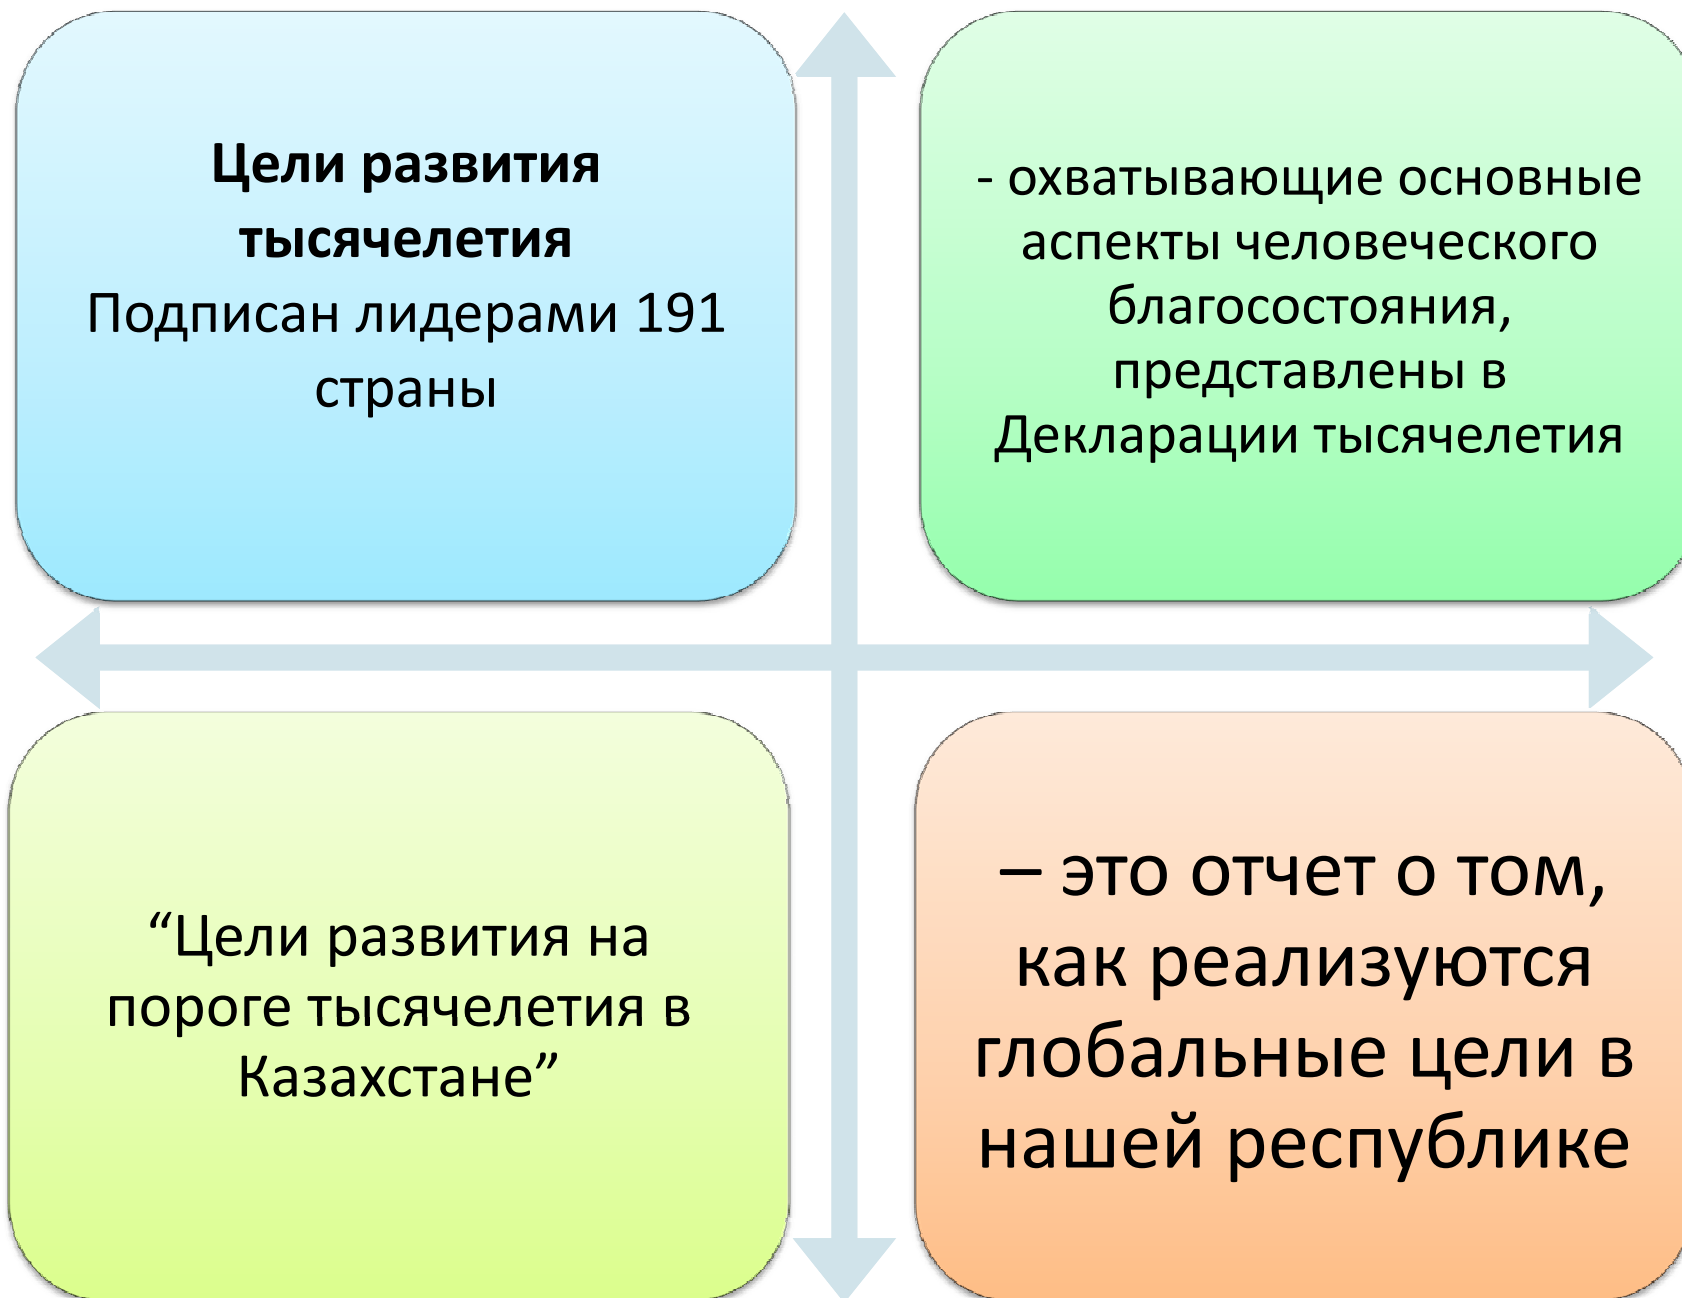 Цели развития
тысячелетия
Подписан лидерами 191
страны
- охватывающие основные
аспекты человеческого
благосостояния,
представлены в
Декларации тысячелетия
“Цели развития на
пороге тысячелетия в
Казахстане”
– это отчет о том,
как реализуются
глобальные цели в
нашей республике